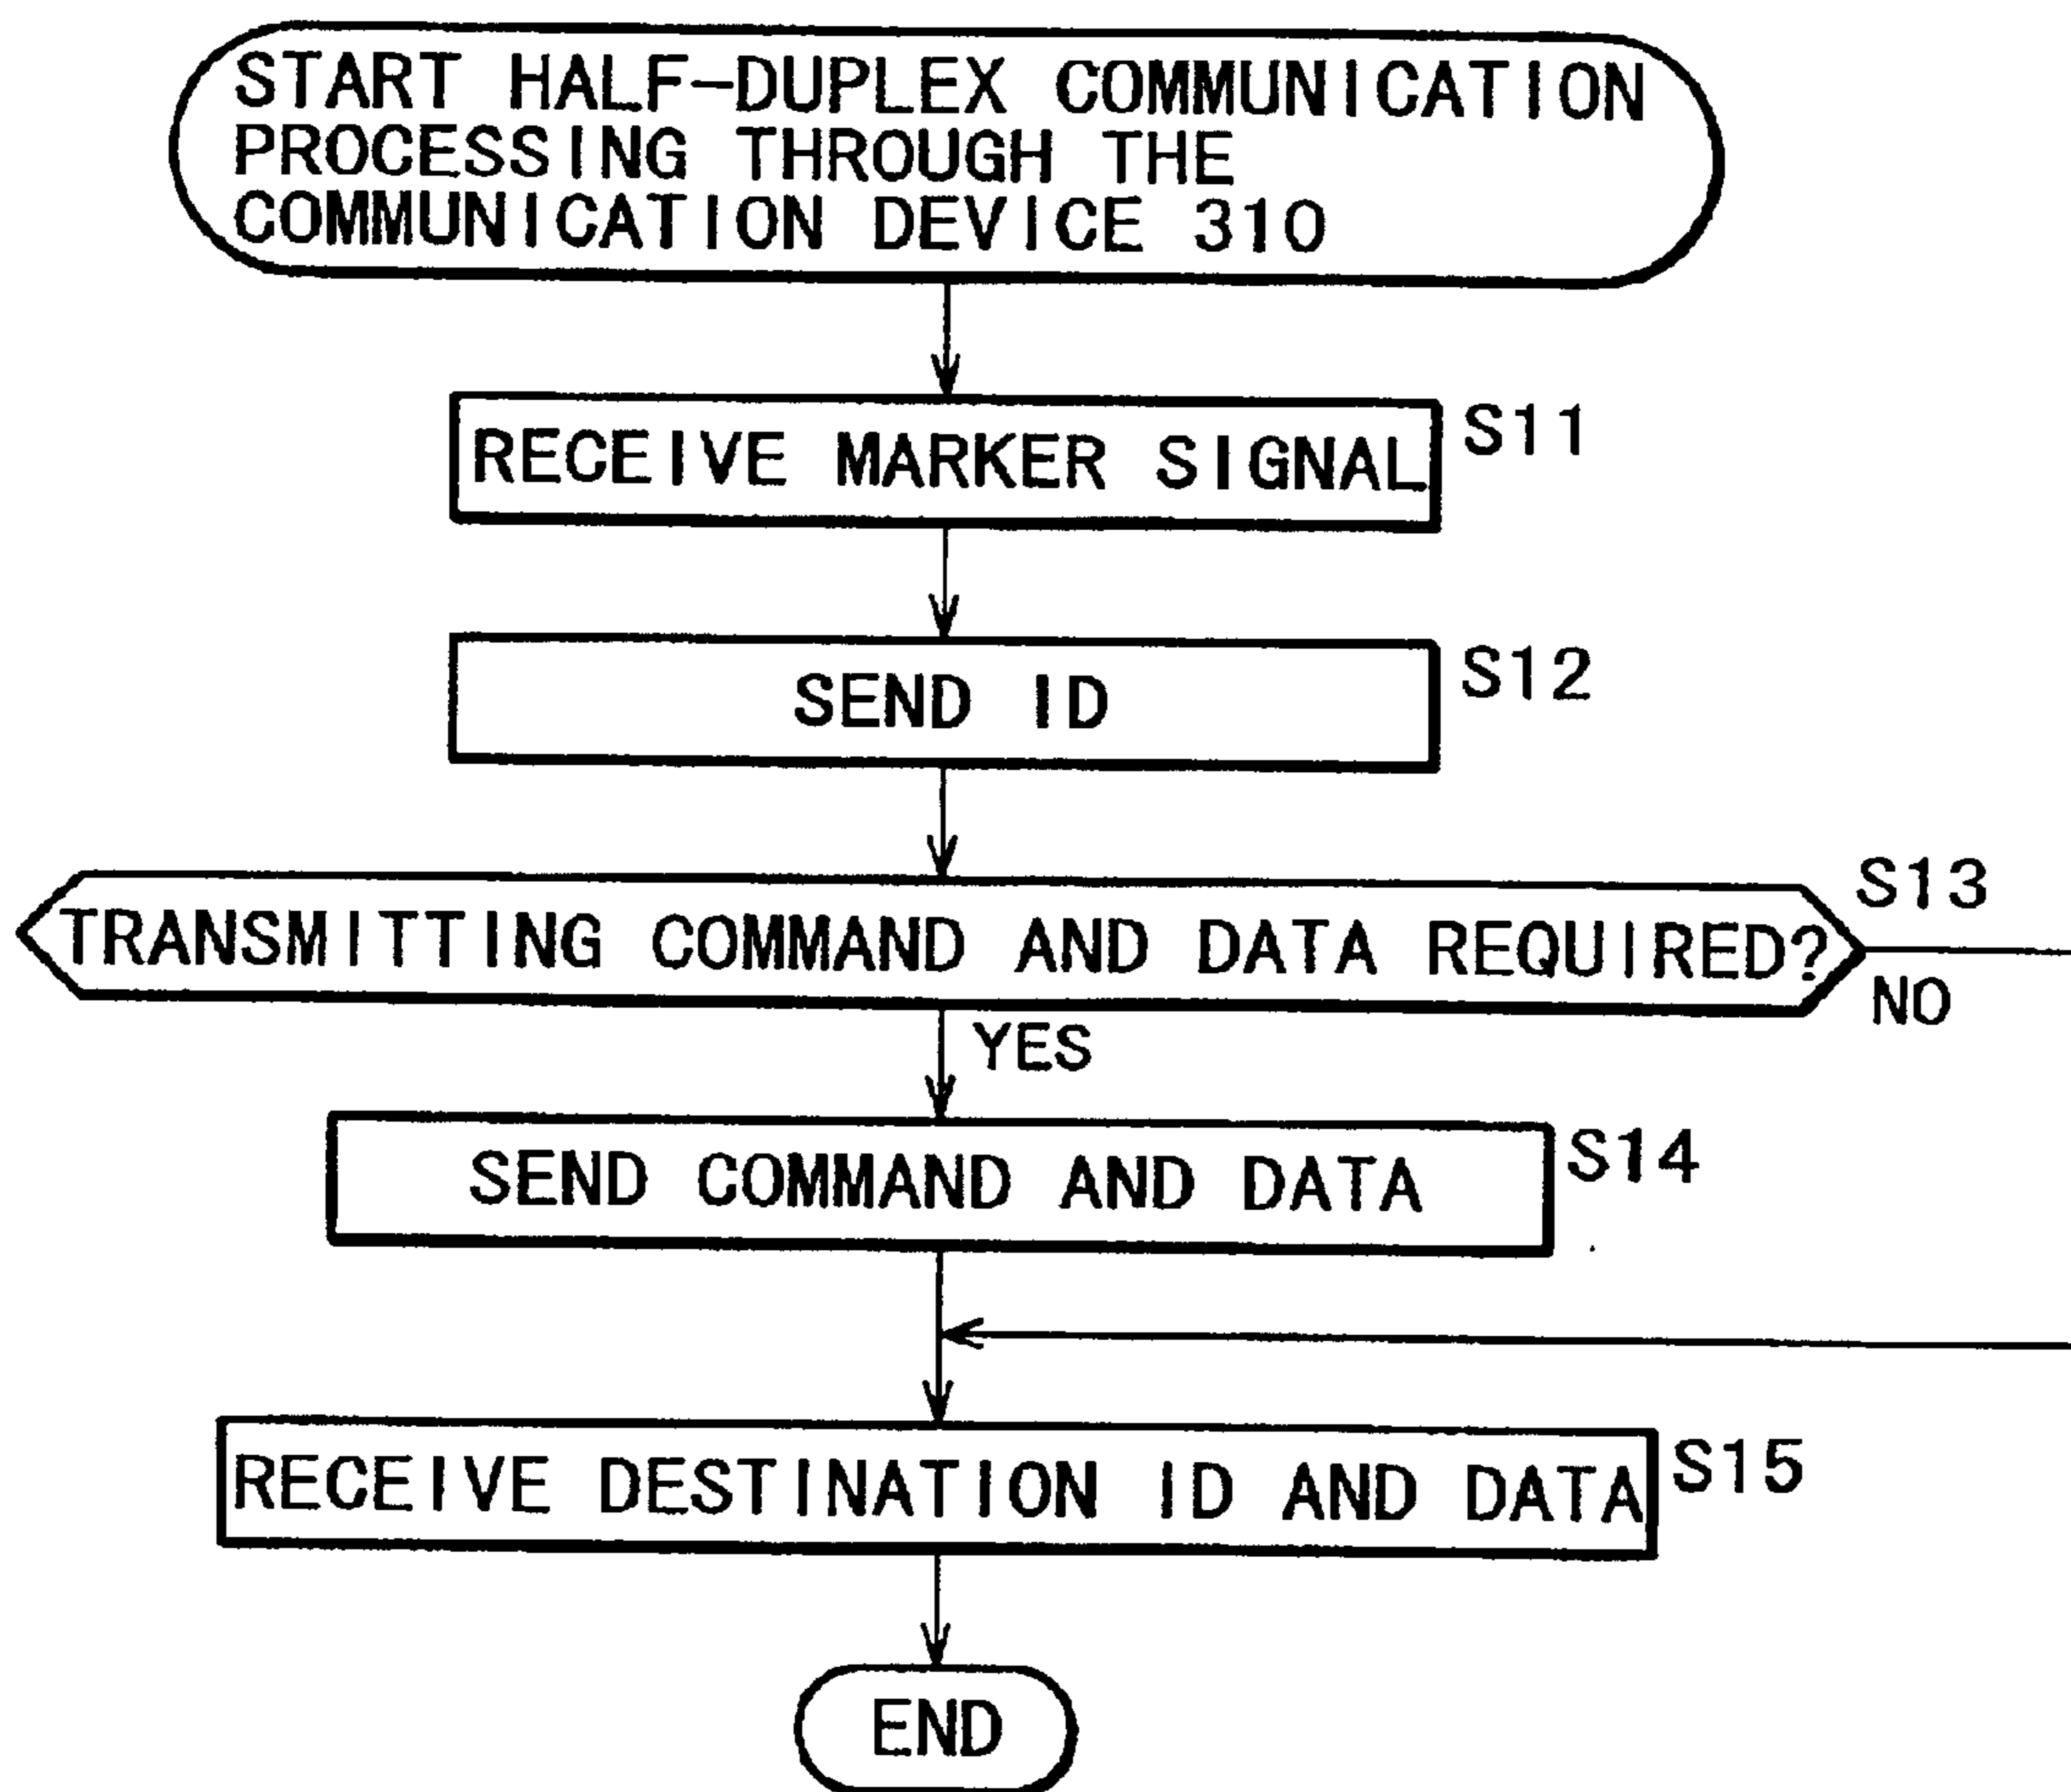 START HALF-DUPLEX COMMUNICATION
PROCESSING THROUGH THE
COMMUNICATION DEVICE 310
RECEIVE MARKER SIGNAL
S11
SEND ID
S12
TRANSMITTING COMMAND AND DATA REQUIRED?
S13
NO
YES
SEND COMMAND AND DATA
S14
RECEIVE DESTINATION ID AND DATA
S15
END